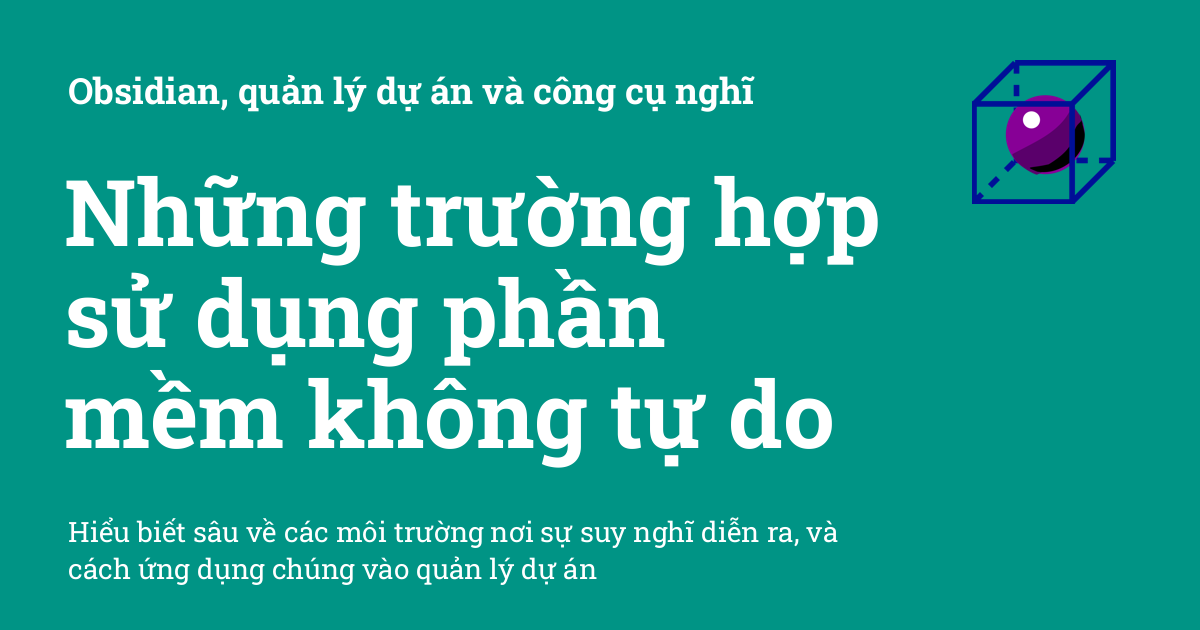 Obsidian, quản lý dự án và công cụ nghĩ
Những trường hợp
sử dụng phần
mềm không tự do
Hiểu biết sâu về các môi trường nơi sự suy nghĩ diễn ra, và
cách ứng dụng chúng vào quản lý dự án